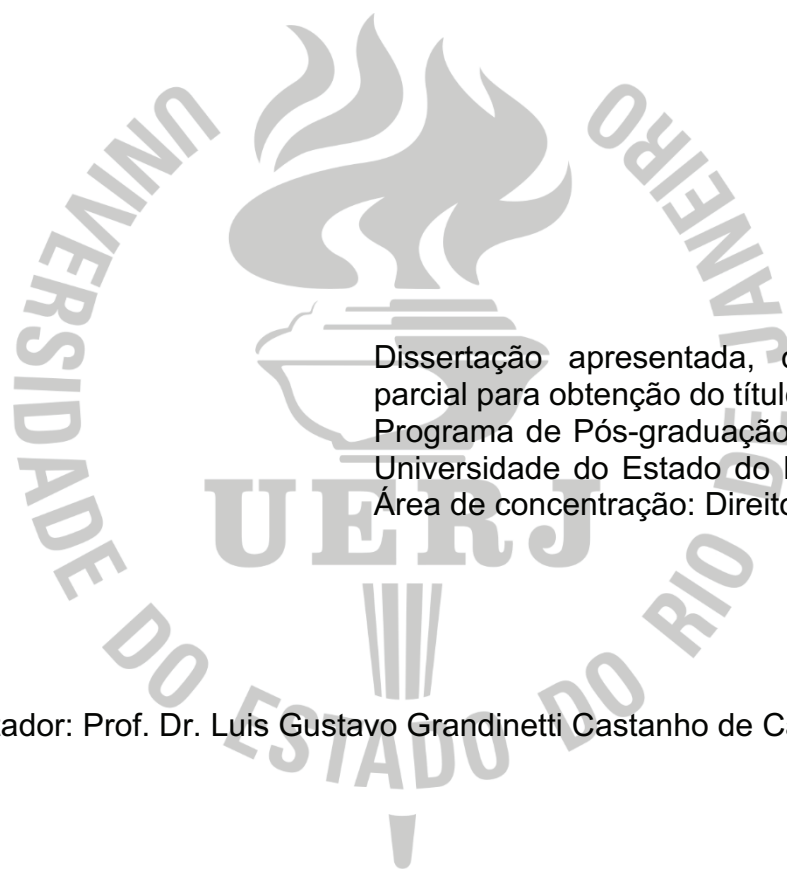 UNIVERSIDADE DO ESTADO DO RIO DE JANEIRO
Dissertação apresentada,
parcial para obtenção do
Programa de Pós-graduação
Universidade do Estado do
Área de concentração: Direito
UERJ
tador: Prof. Dr. Luis Gustavo Grandinetti Castanho de